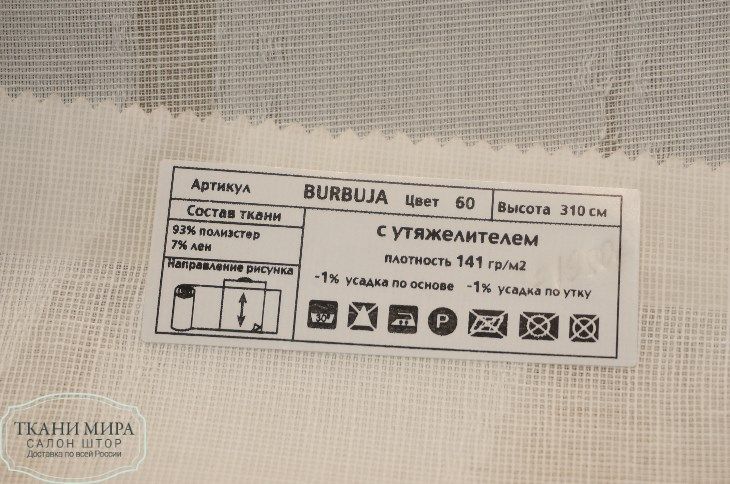 Артикул BURBUJA Цвет 60 Высота 310 см
Состав ткани
93% полиэстер
7% лен
Направление рисунка
с утяжелителем
плотность 141 гр/м2
-1% усадка по основе -1% усадка по утку
30°
P
ТКАНИ МИРА
САЛОН ШТОР
Доставка по всей России